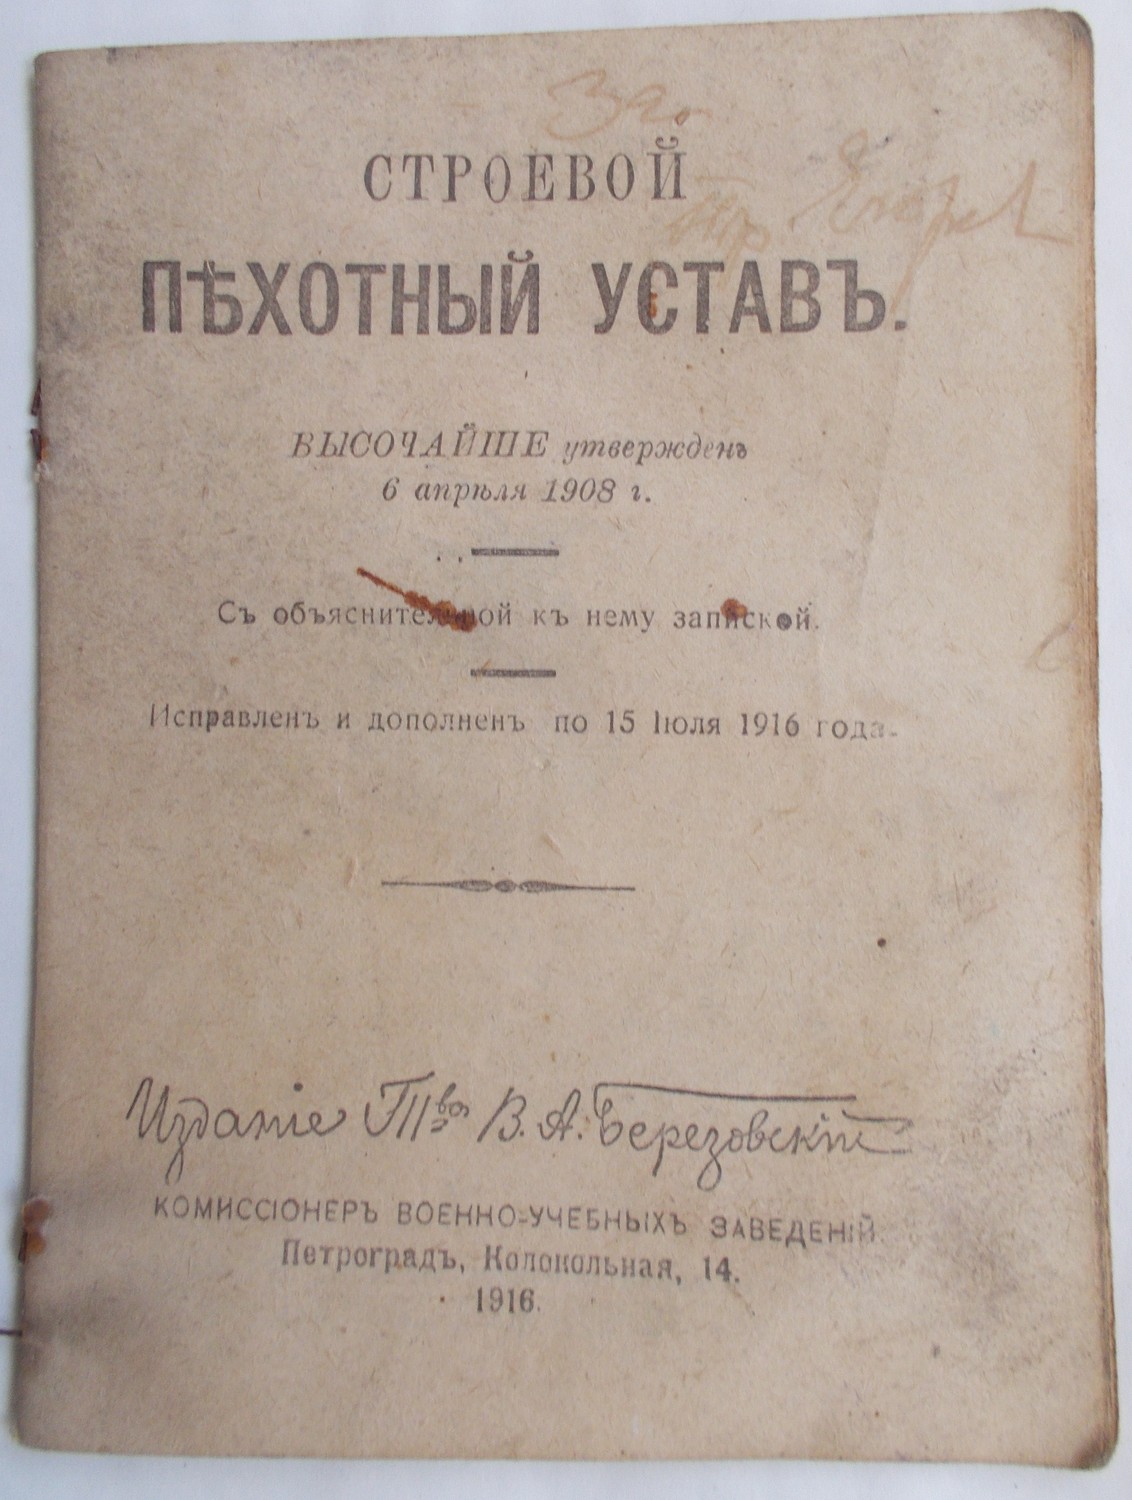 СТРОЕВОЙ
ПѢХОТНЫЙ УСТАВЪ.
ВЫСОЧАЙШЕ утвержденъ
6 апрѣля 1908 г.
Съ объяснительной къ нему запиской.
Исправленъ и дополненъ по 15 Іюля 1916 года.
Изданіе Т-ва В. А. Березовскій
КОМИССІОНЕРЪ ВОЕННО-УЧЕБНЫХЪ ЗАВЕДЕНІЙ.
Петроградъ, Колокольная, 14.
1916.